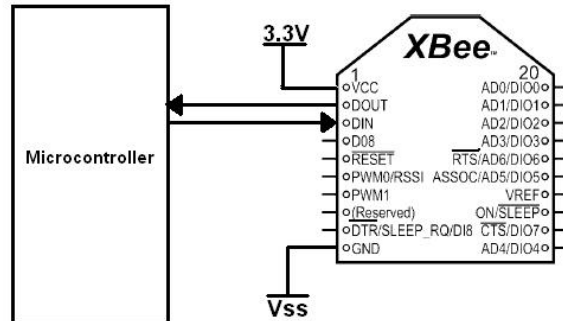 3.3V
XBee™
1 20
VCC AD0/DIO0
DOUT AD1/DIO1
DIN AD2/DIO2
D08 AD3/DIO3
RESET RTS/AD6/DIO6
Microcontroller
PWM0/RSSI ASSOC/AD5/DIO5
PWM1 VREF
(Reserved) ON/SLEEP
DTR/SLEEP_RQ/DI8 CTS/DIO7
GND AD4/DIO4
Vss